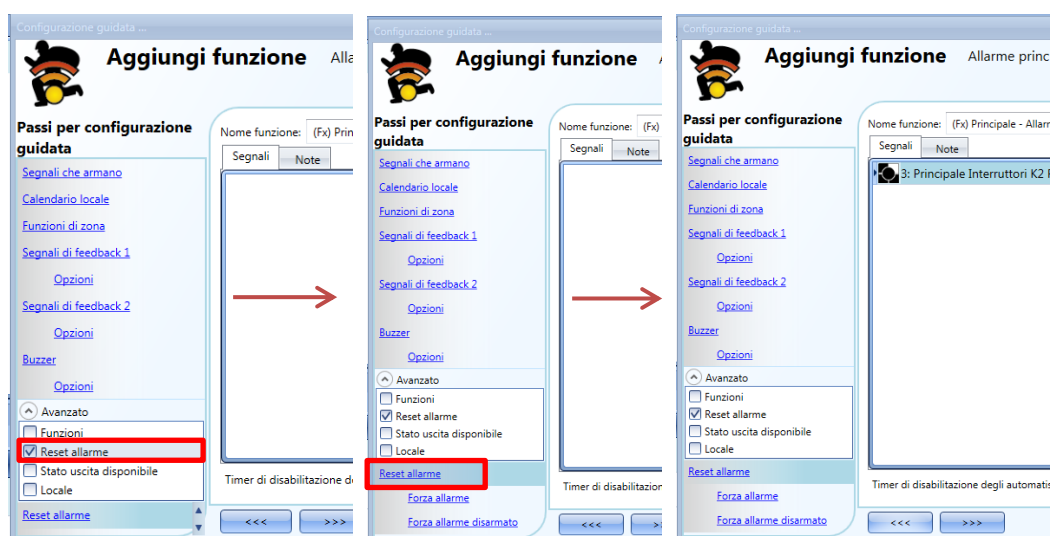 Configurazione guidata ...
Aggiungi funzione Alla
Passi per configurazione
guidata
Segnali che armano
Calendario locale
Funzioni di zona
Segnali di feedback 1
Opzioni
Segnali di feedback 2
Opzioni
Buzzer
Opzioni
Avanzato
Funzioni
Reset allarme
Stato uscita disponibile
Locale
Reset allarme
Nome funzione: (Fx) Prin
Segnali Note
Timer di disabilitazione de
<<< >>>
Configurazione guidata ...
Aggiungi funzione
Passi per configurazione
guidata
Segnali che armano
Calendario locale
Funzioni di zona
Segnali di feedback 1
Opzioni
Segnali di feedback 2
Opzioni
Buzzer
Opzioni
Avanzato
Funzioni
Reset allarme
Stato uscita disponibile
Locale
Reset allarme
Forza allarme
Forza allarme disarmato
Nome funzione: (Fx)
Segnali Note
Timer di disabilitazion
<<< >
Configurazione guidata ...
Aggiungi funzione Allarme princ
Passi per configurazione
guidata
Segnali che armano
Calendario locale
Funzioni di zona
Segnali di feedback 1
Opzioni
Segnali di feedback 2
Opzioni
Buzzer
Opzioni
Avanzato
Funzioni
Reset allarme
Stato uscita disponibile
Locale
Reset allarme
Forza allarme
Forza allarme disarmato
Nome funzione: (Fx) Principale - Allarm
Segnali Note
3: Principale Interruttori K2
Timer di disabilitazione degli automatis
<<< >>>